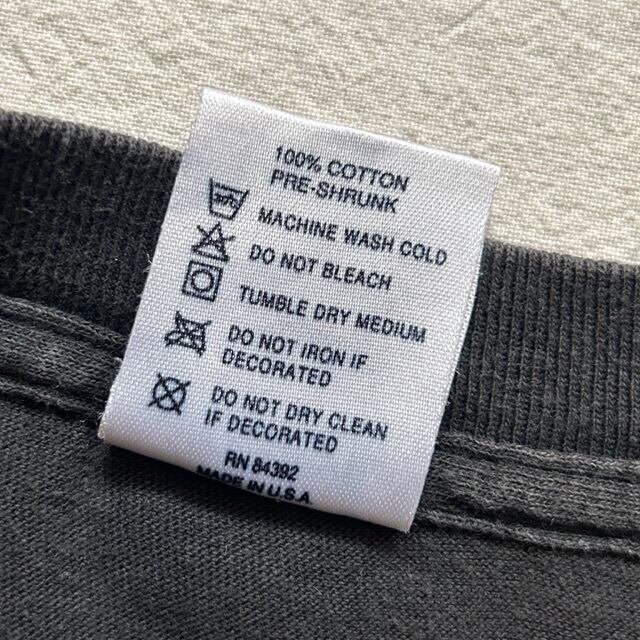 100% COTTON
PRE-SHRUNK
MACHINE WASH COLD
DO NOT BLEACH
TUMBLE DRY MEDIUM
DO NOT IRON IF
DECORATED
DO NOT DRY CLEAN
IF DECORATED
RN 84392
MADE IN U.S.A.